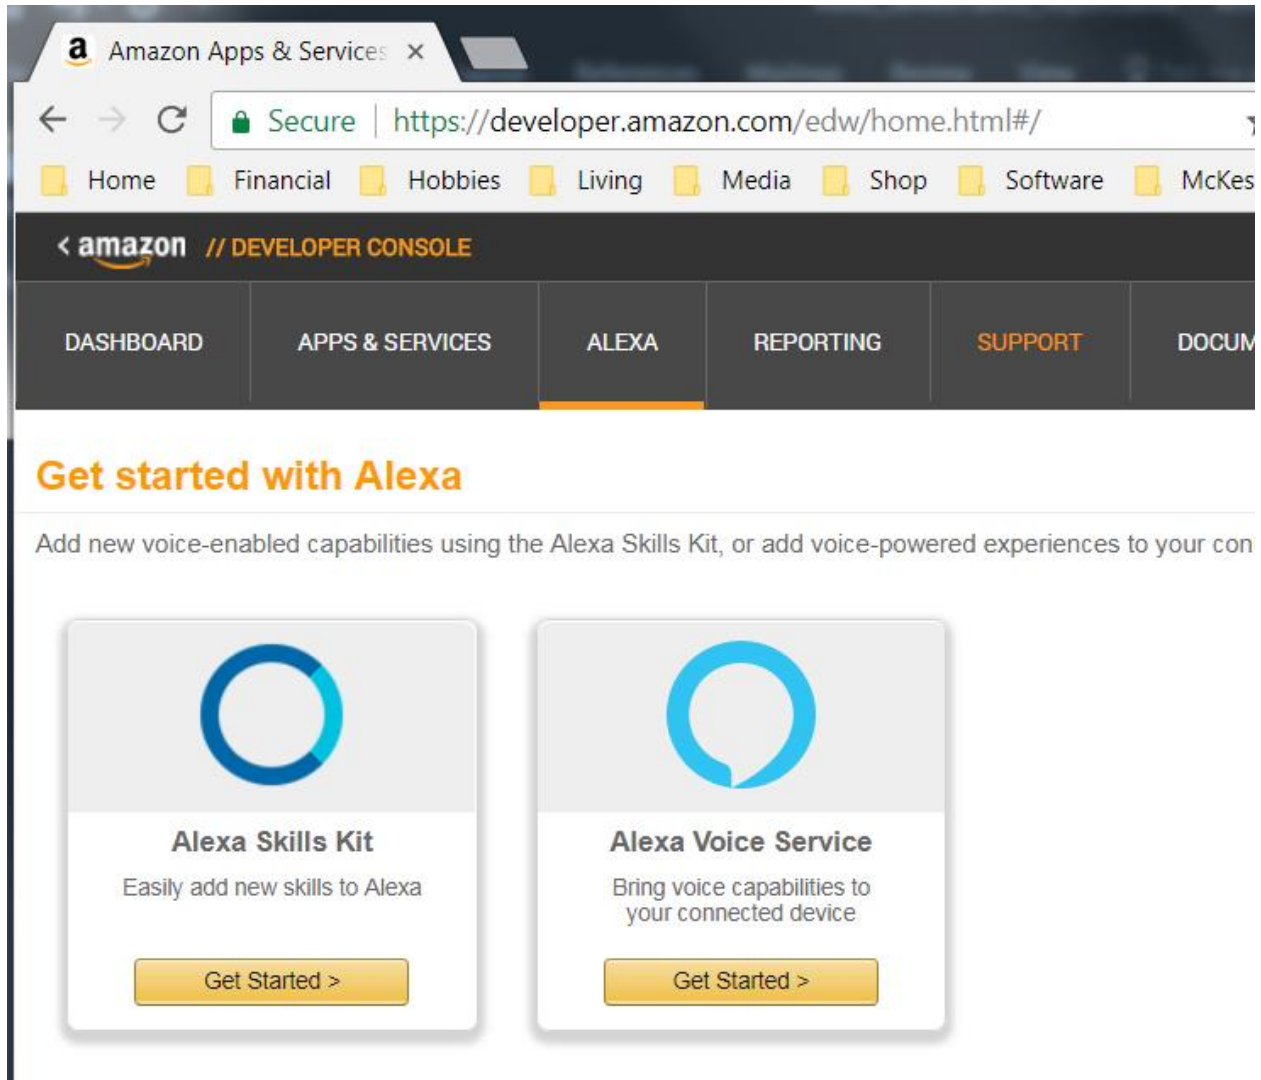 a Amazon Apps & Services ×
Secure | https://developer.amazon.com/edw/home.html#/
Home Financial Hobbies Living Media Shop Software McKes
< amazon // DEVELOPER CONSOLE
DASHBOARD APPS & SERVICES ALEXA REPORTING SUPPORT DOCUM
Get started with Alexa
Add new voice-enabled capabilities using the Alexa Skills Kit, or add voice-powered experiences to your con
Alexa Skills Kit
Easily add new skills to Alexa
Get Started >
Alexa Voice Service
Bring voice capabilities to
your connected device
Get Started >